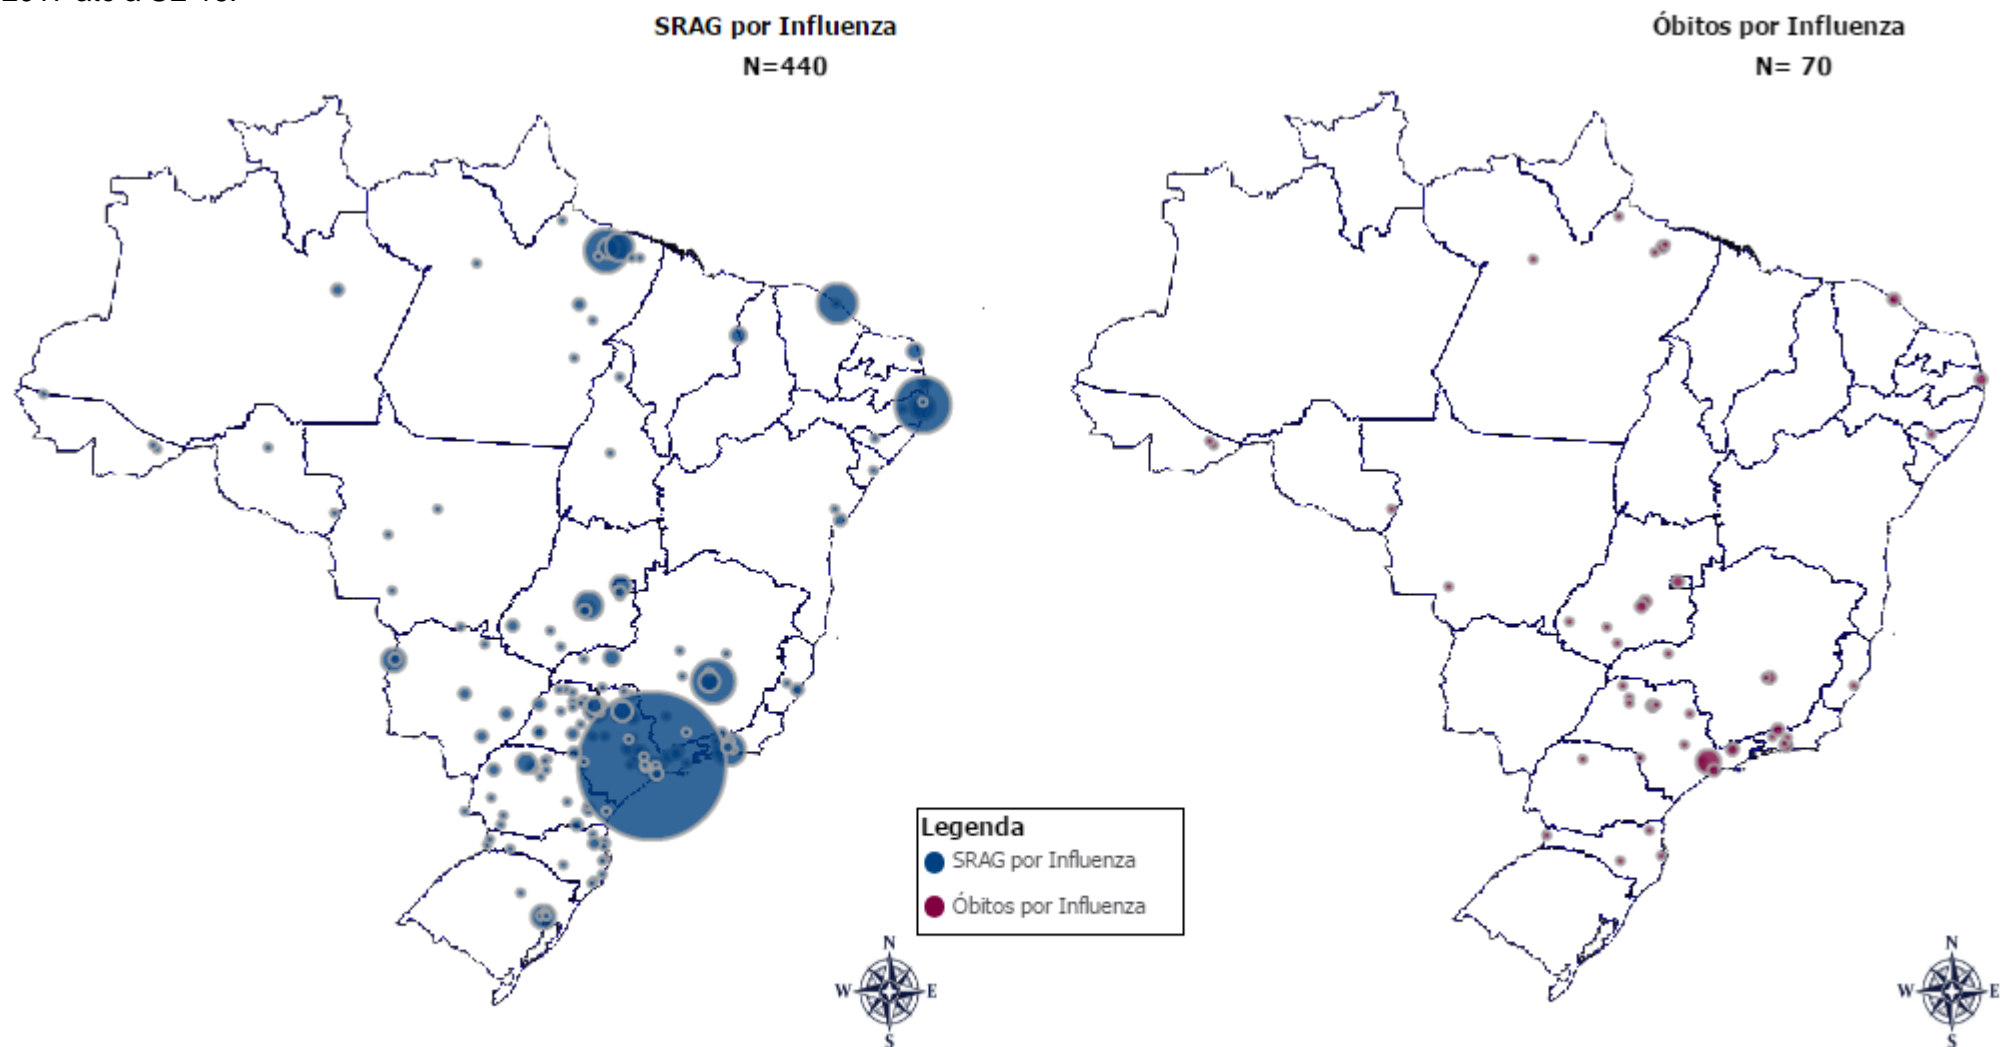 SRAG por Influenza
N=440
Óbitos por Influenza
N= 70
Legenda
SRAG por Influenza
Óbitos por Influenza
N
W
E
S
N
W
E
S